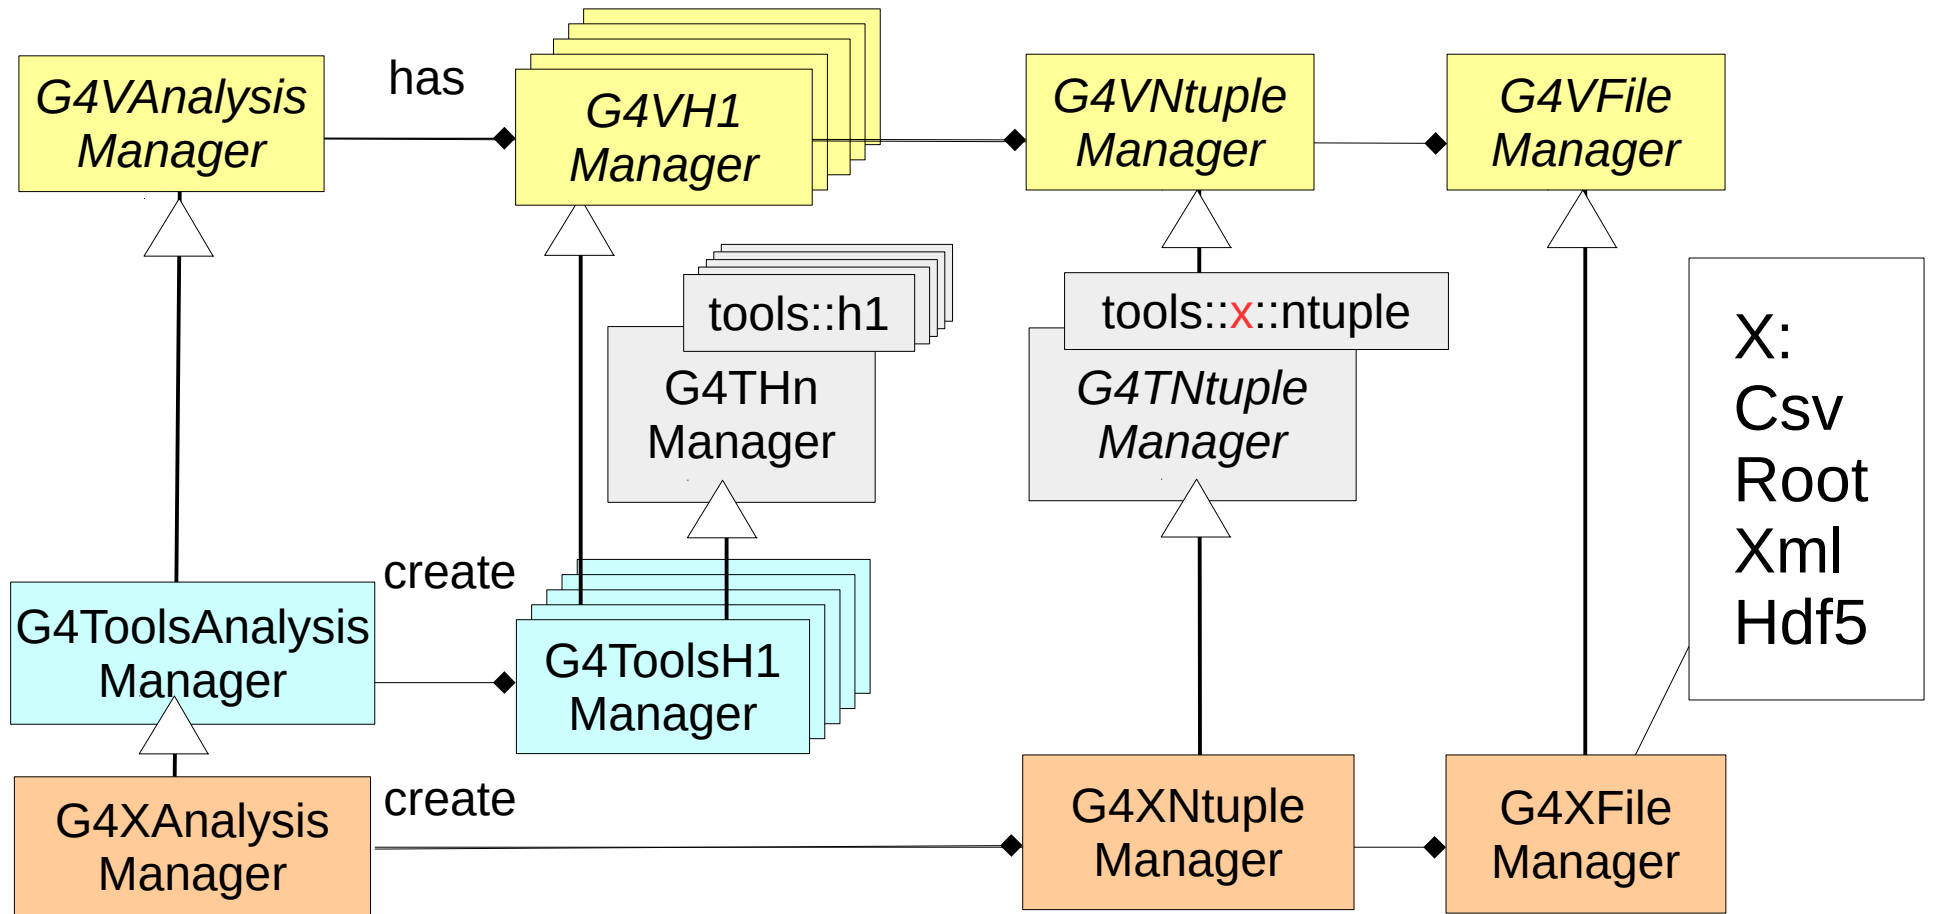 G4VAnalysis
Manager
has
G4VH1
Manager
G4VNtuple
Manager
G4VFile
Manager
tools::h1
G4THn
Manager
tools::x::ntuple
G4TNtuple
Manager
X:
Csv
Root
Xml
Hdf5
create
G4ToolsAnalysis
Manager
G4ToolsH1
Manager
create
G4XAnalysis
Manager
G4XNtuple
Manager
G4XFile
Manager